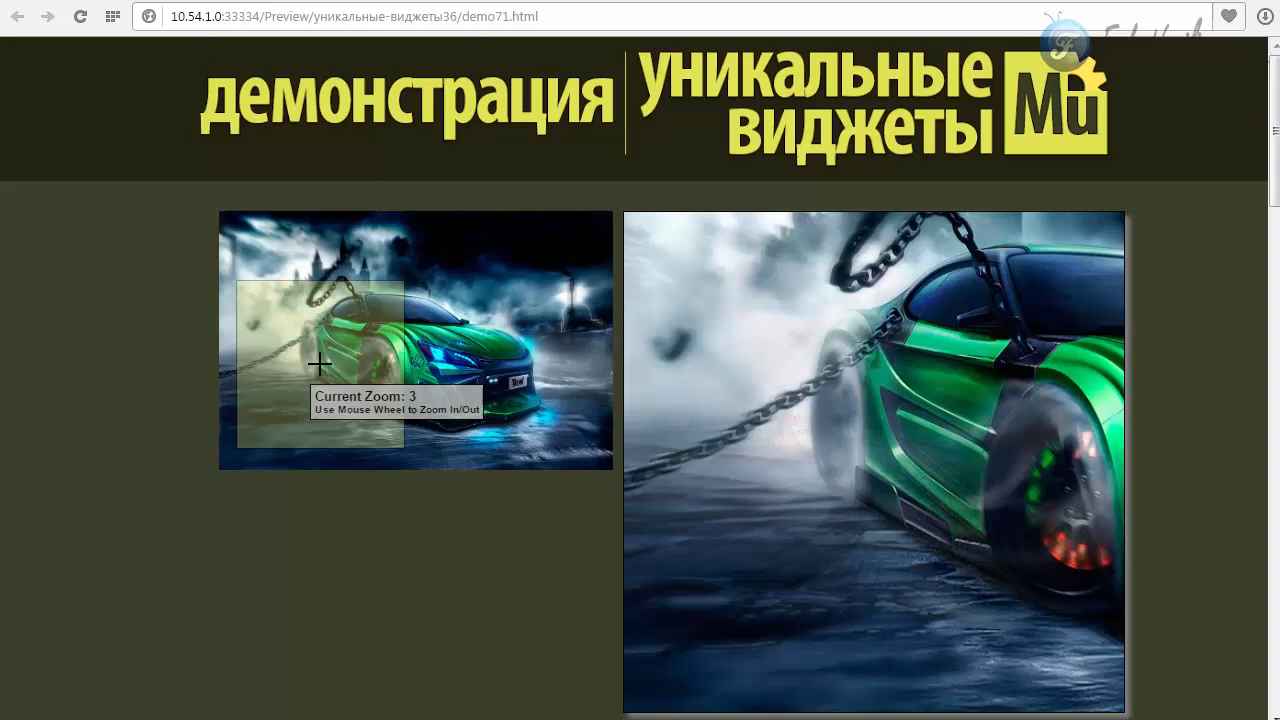 10.54.1.0:33334/Preview/уникальные-виджеты36/demo71.html
демонстрация
уникальные
виджеты
Mu
Current Zoom: 3
Use Mouse Wheel to Zoom In/Out